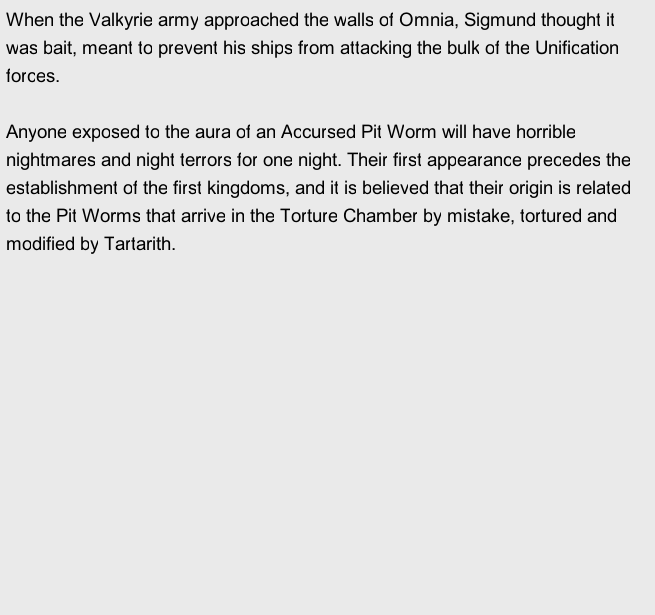 When the Valkyrie army approached the walls of Omnia, Sigmund thought it
was bait, meant to prevent his ships from attacking the bulk of the Unification
forces.
Anyone exposed to the aura of an Accursed Pit Worm will have horrible
nightmares and night terrors for one night. Their first appearance precedes the
establishment of the first kingdoms, and it is believed that their origin is related
to the Pit Worms that arrive in the Torture Chamber by mistake, tortured and
modified by Tartarith.